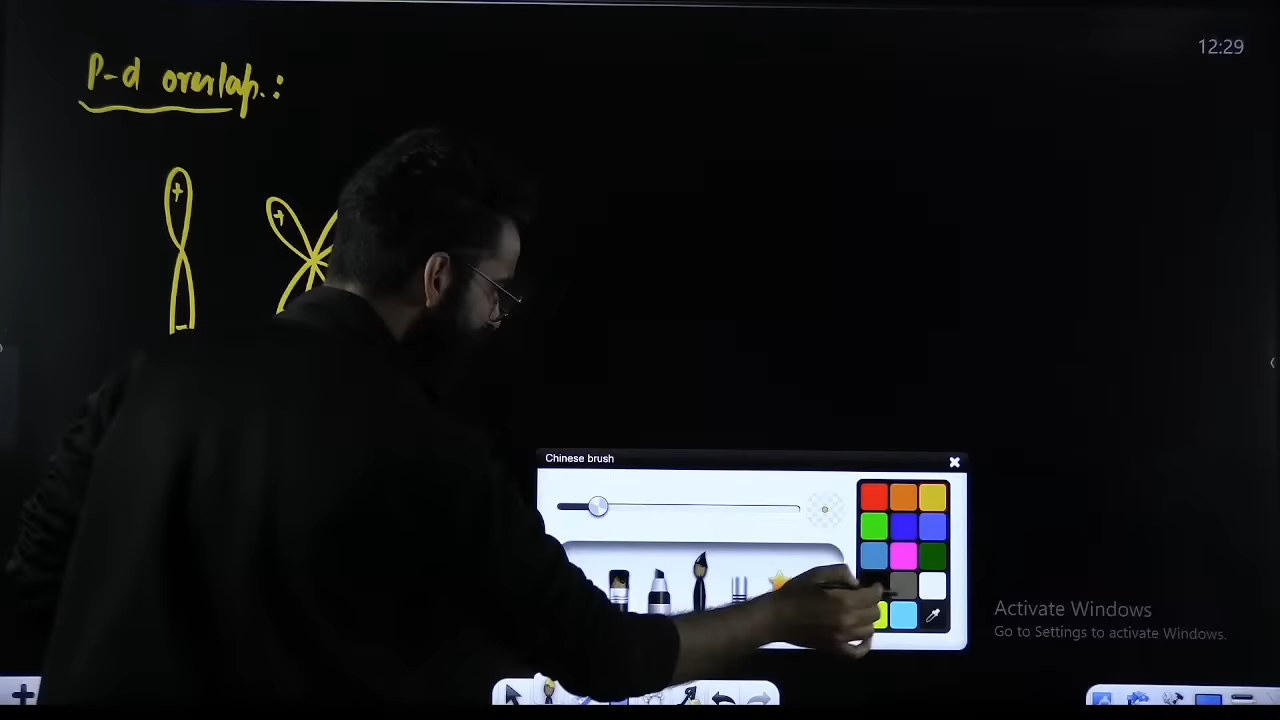 12:29
P-d overlap.:
+
+
-
Chinese brush
Activate Windows
Go to Settings to activate Windows.